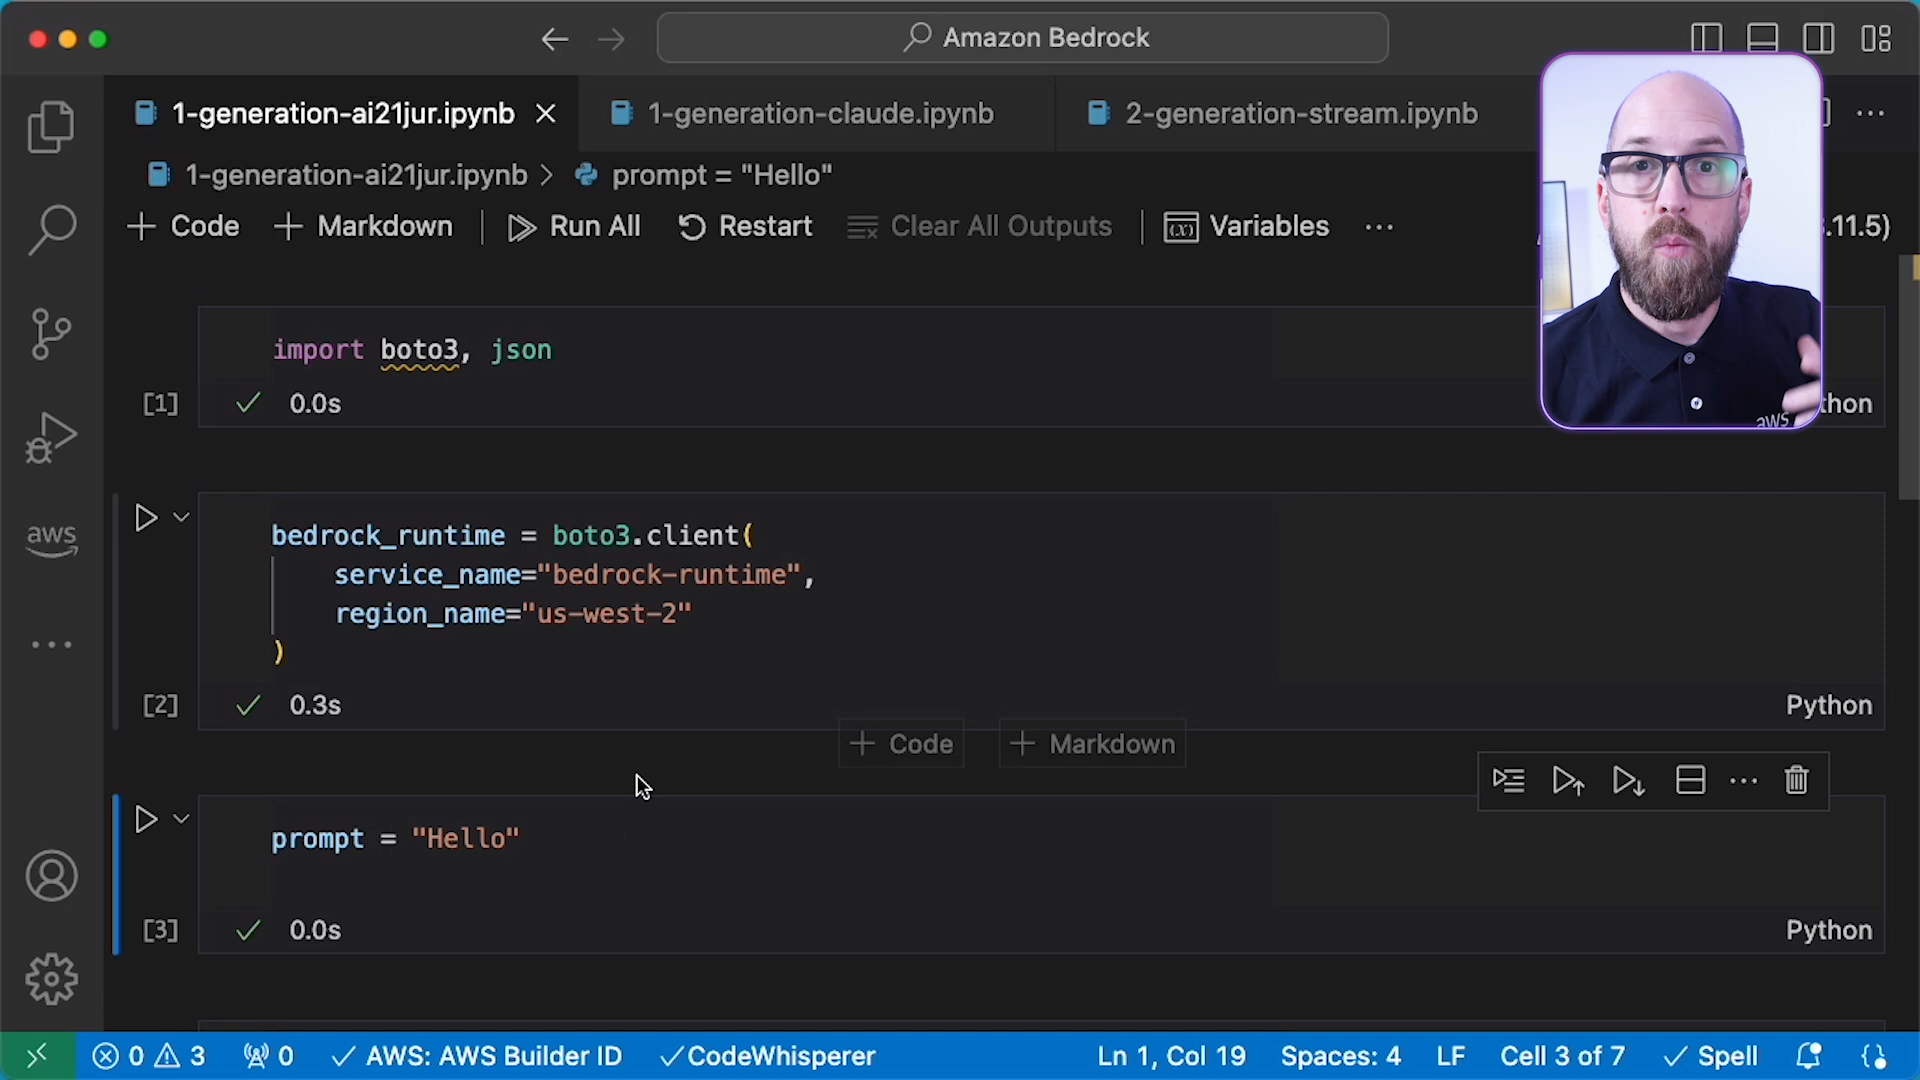 Amazon Bedrock
1-generation-ai21jur.ipynb
1-generation-claude.ipynb
2-generation-stream.ipynb
1-generation-ai21jur.ipynb > prompt = "Hello"
+ Code + Markdown Run All Restart Clear All Outputs Variables ...
.11.5)
import boto3, json
[1] ✓ 0.0s
thon
aws
bedrock_runtime = boto3.client(
service_name="bedrock-runtime",
region_name="us-west-2"
)
[2] ✓ 0.3s Python
+ Code + Markdown
prompt = "Hello"
[3] ✓ 0.0s Python
aws
0 3 0 ✓ AWS: AWS Builder ID ✓ CodeWhisperer Ln 1, Col 19 Spaces: 4 LF Cell 3 of 7 ✓ Spell